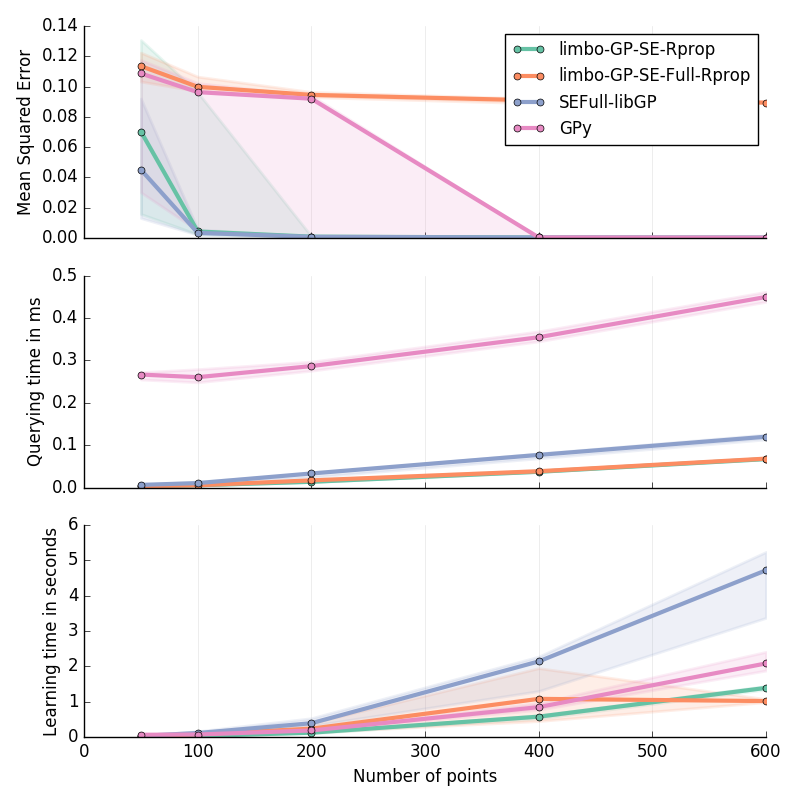 0.14
0.12
0.10
0.08
0.06
0.04
0.02
0.00
Mean Squared Error
limbo-GP-SE-Rprop
limbo-GP-SE-Full-Rprop
SEFull-libGP
GPy
0.5
0.4
0.3
0.2
0.1
0.0
Querying time in ms
6
5
4
3
2
1
0
Learning time in seconds
0 100 200 300 400 500 600
Number of points